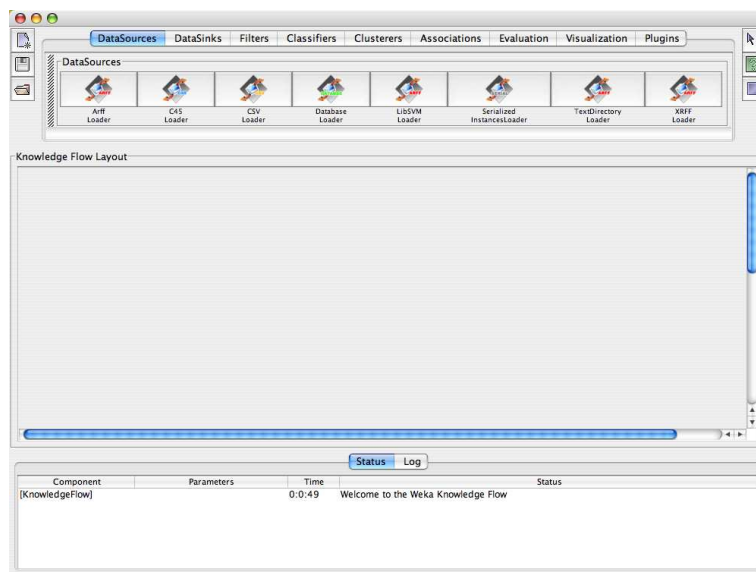 DataSources DataSinks Filters Classifiers Clusterers Associations Evaluation Visualization Plugins
DataSources
Arff Loader
C45 Loader
CSV Loader
Database Loader
LibSVM Loader
Serialized InstancesLoader
TextDirectory Loader
XRFF Loader
Knowledge Flow Layout
Status Log
Component Parameters Time Status
[KnowledgeFlow] 0:0:49 Welcome to the Weka Knowledge Flow